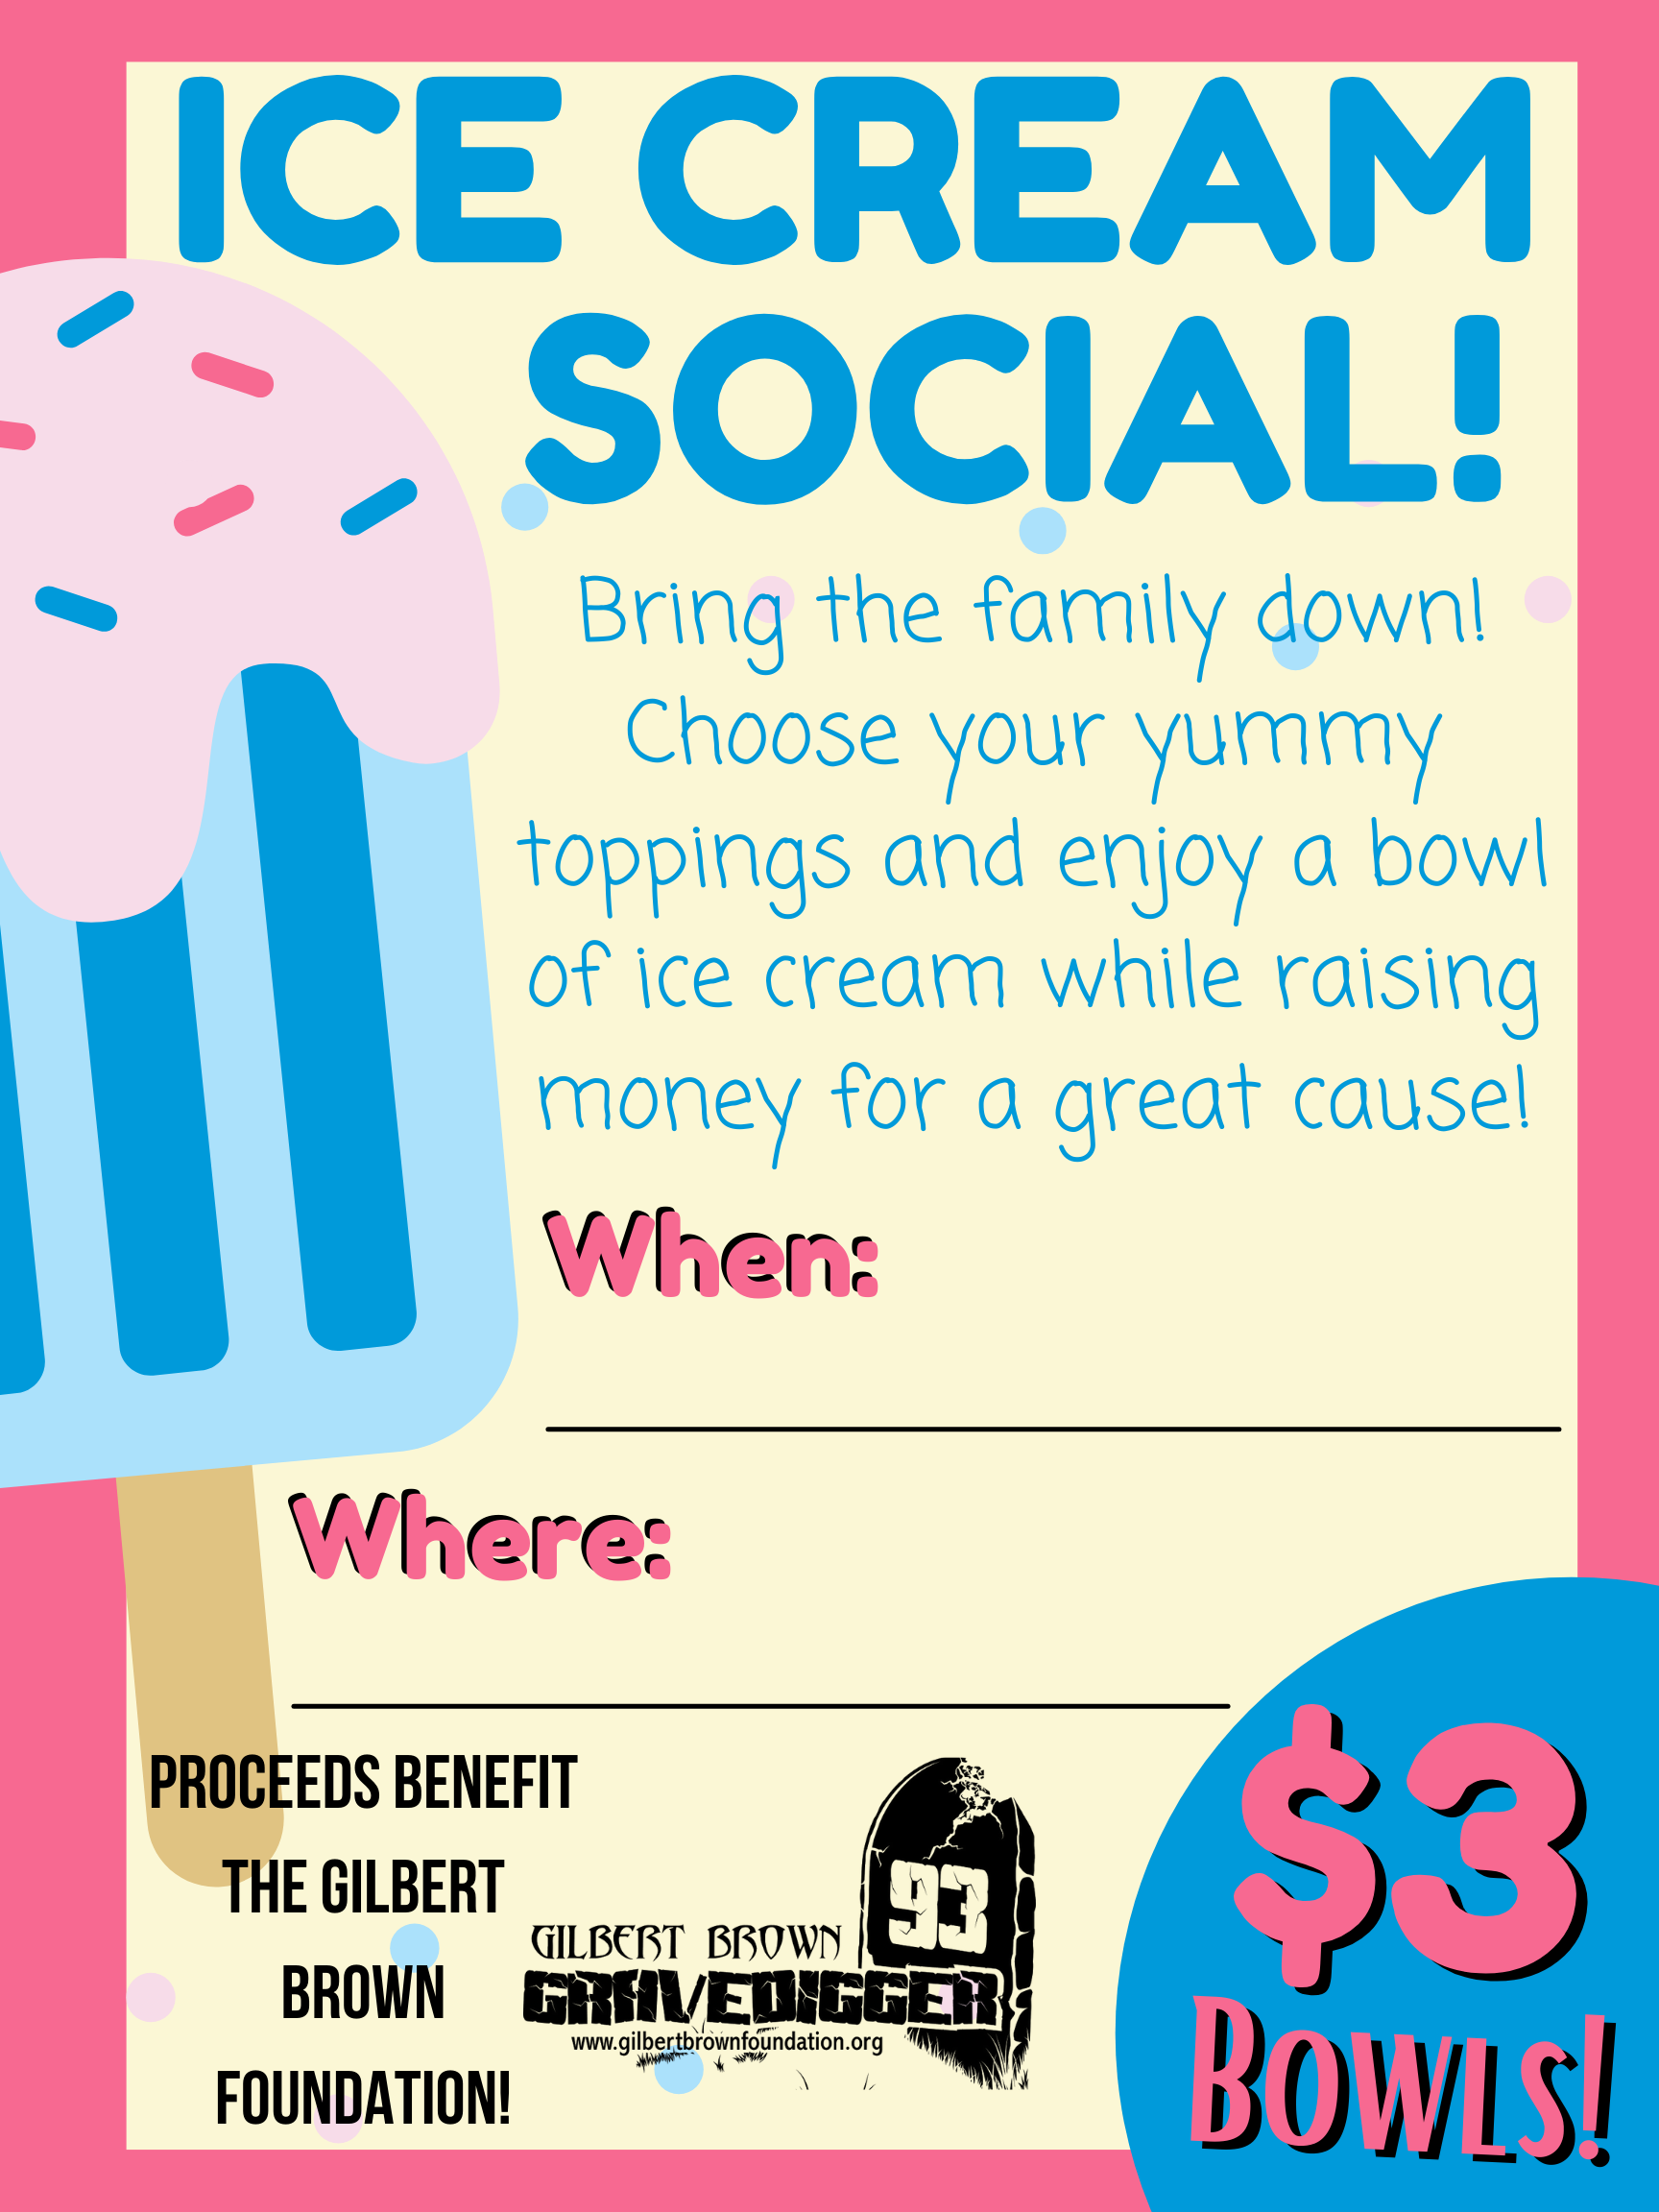 ICE CREAM
SOCIAL!
Bring the family down!
Choose your yummy
toppings and enjoy a bowl
of ice cream while raising
money for a great cause!
When:
Where:
PROCEEDS BENEFIT
THE GILBERT
BROWN
FOUNDATION!
93
GILBERT BROWN
GRAVEDIGGER
www.gilbertbrownfoundation.org
$3
BOWLS!